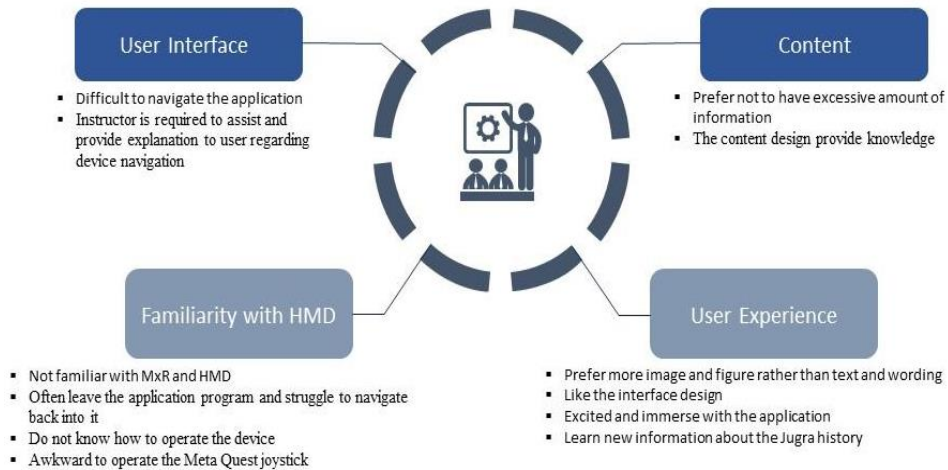 User Interface
▪ Difficult to navigate the application
▪ Instructor is required to assist and
provide explanation to user regarding
device navigation
Content
▪ Prefer not to have excessive amount of
information
▪ The content design provide knowledge
Familiarity with HMD
▪ Not familiar with MxR and HMD
▪ Often leave the application program and struggle to navigate
back into it
▪ Do not know how to operate the device
▪ Awkward to operate the Meta Quest joystick
User Experience
▪ Prefer more image and figure rather than text and wording
▪ Like the interface design
▪ Excited and immerse with the application
▪ Learn new information about the Jugra history